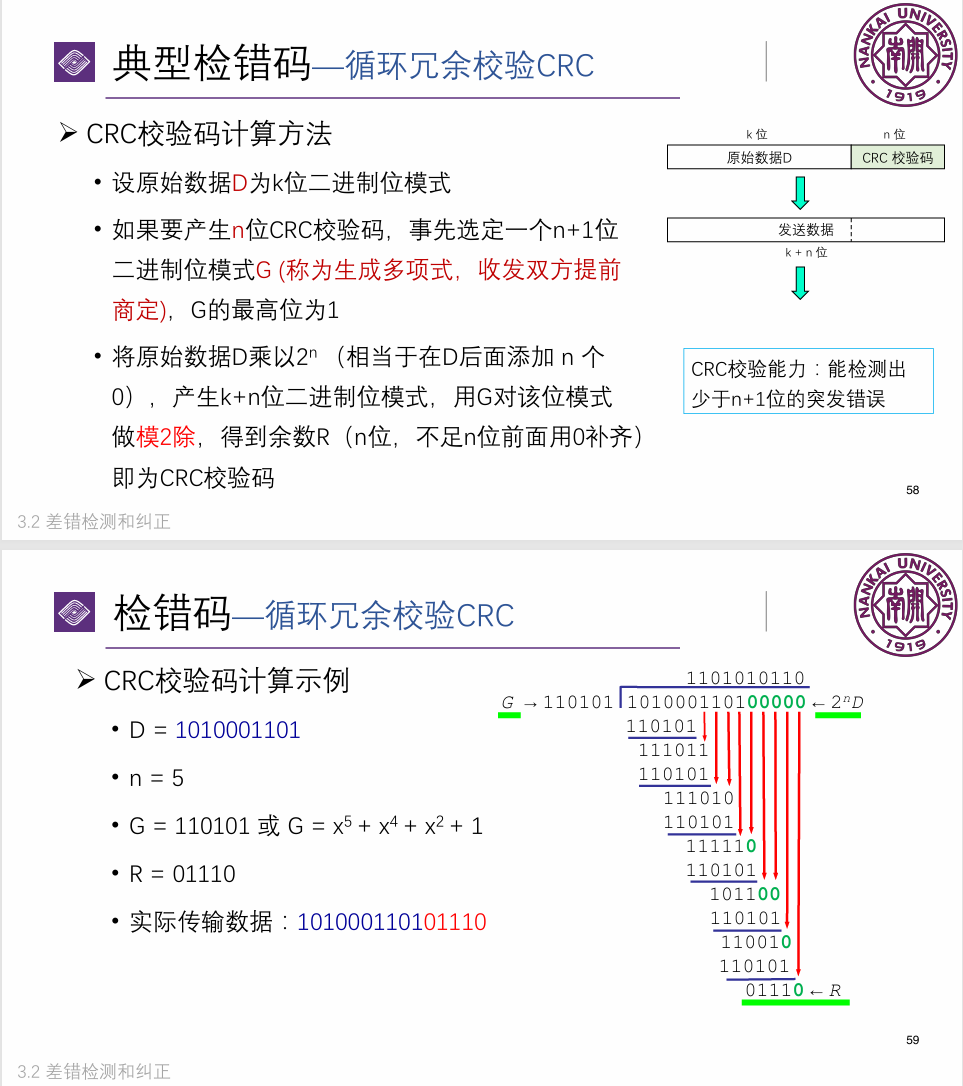 典型检错码—循环冗余校验CRC
NANKAI UNIVERSITY
1919
➢ CRC校验码计算方法
• 设原始数据D为k位二进制位模式
• 如果要产生n位CRC校验码，事先选定一个n+1位
二进制位模式G (称为生成多项式，收发双方提前
商定)，G的最高位为1
• 将原始数据D乘以2ⁿ （相当于在D后面添加 n 个
0），产生k+n位二进制位模式，用G对该位模式
做模2除，得到余数R（n位，不足n位前面用0补齐）
即为CRC校验码
k 位 n 位
原始数据D CRC 校验码
发送数据
k + n 位
CRC校验能力：能检测出
少于n+1位的突发错误
58
3.2 差错检测和纠正
检错码—循环冗余校验CRC
NANKAI UNIVERSITY
1919
➢ CRC校验码计算示例
• D = 1010001101
• n = 5
• G = 110101 或 G = x⁵ + x⁴ + x² + 1
• R = 01110
• 实际传输数据：101000110101110
1101010110
G → 110101 101000110100000 ← 2ⁿD
110101
111011
110101
111010
110101
111110
110101
101100
110101
110010
110101
01110 ← R
59
3.2 差错检测和纠正